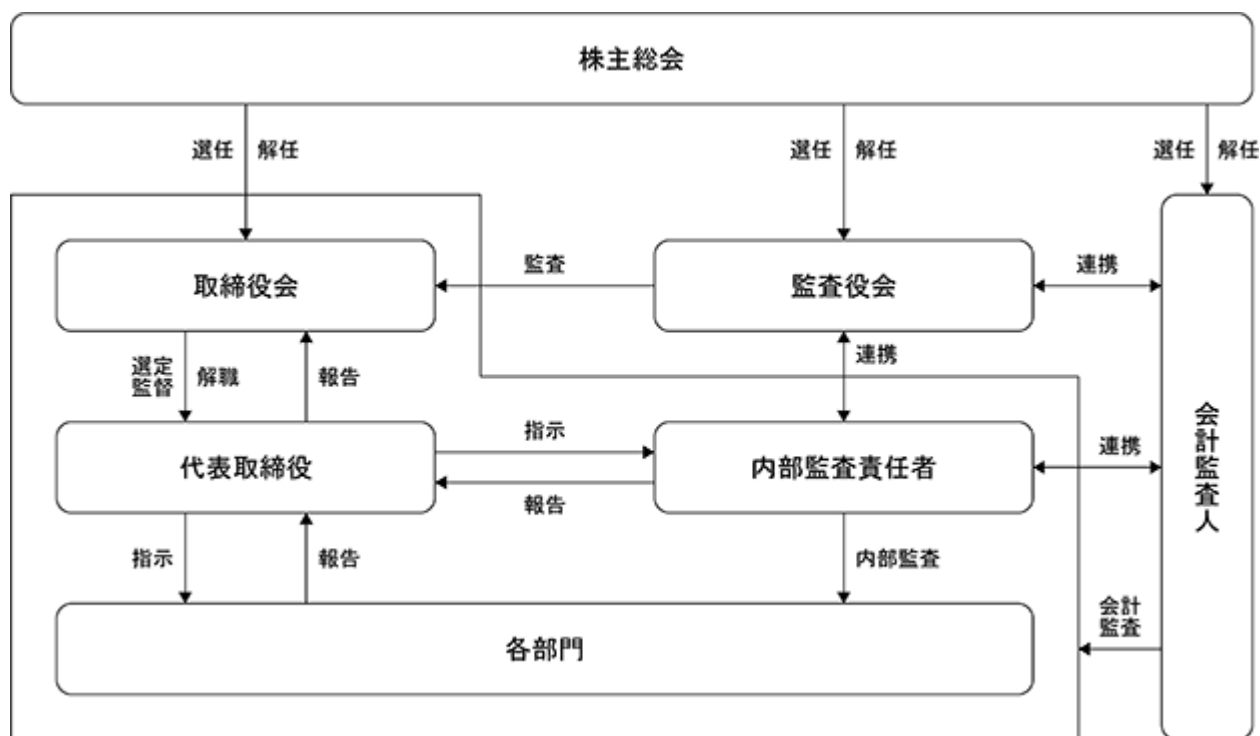 株主総会
選任 解任
選任 解任
選任 解任
取締役会
監査
監査役会
連携
選定
監督
解職
報告
連携
代表取締役
指示
報告
内部監査責任者
連携
会計監査人
指示
報告
内部監査
会計
監査
各部門